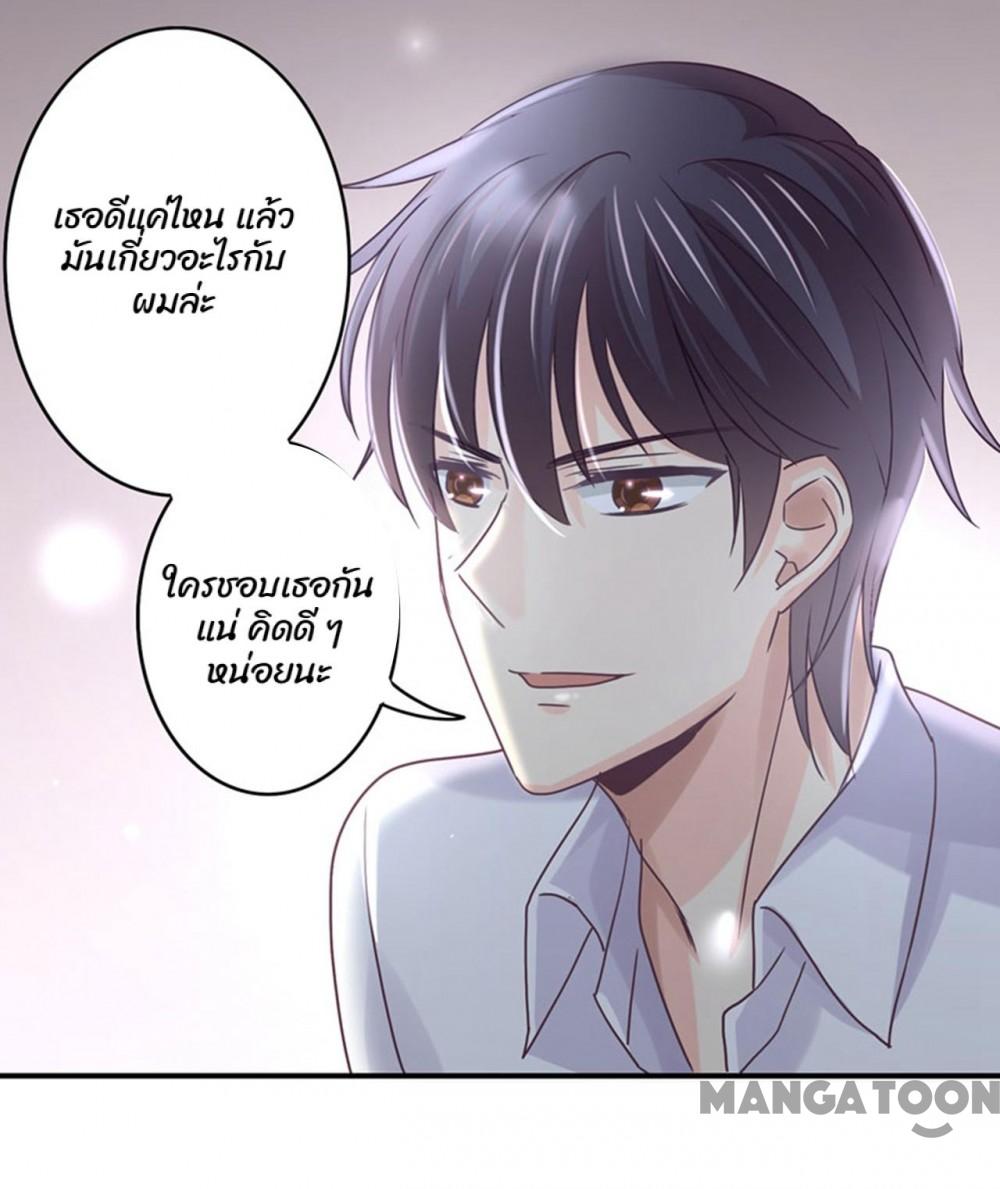 เธอดีแค่ไหน แล้ว
มันเกี่ยวอะไรกับ
ผมล่ะ
ใครชอบเธอกัน
แน่ คิดดี ๆ
หน่อยนะ
MANGATOON